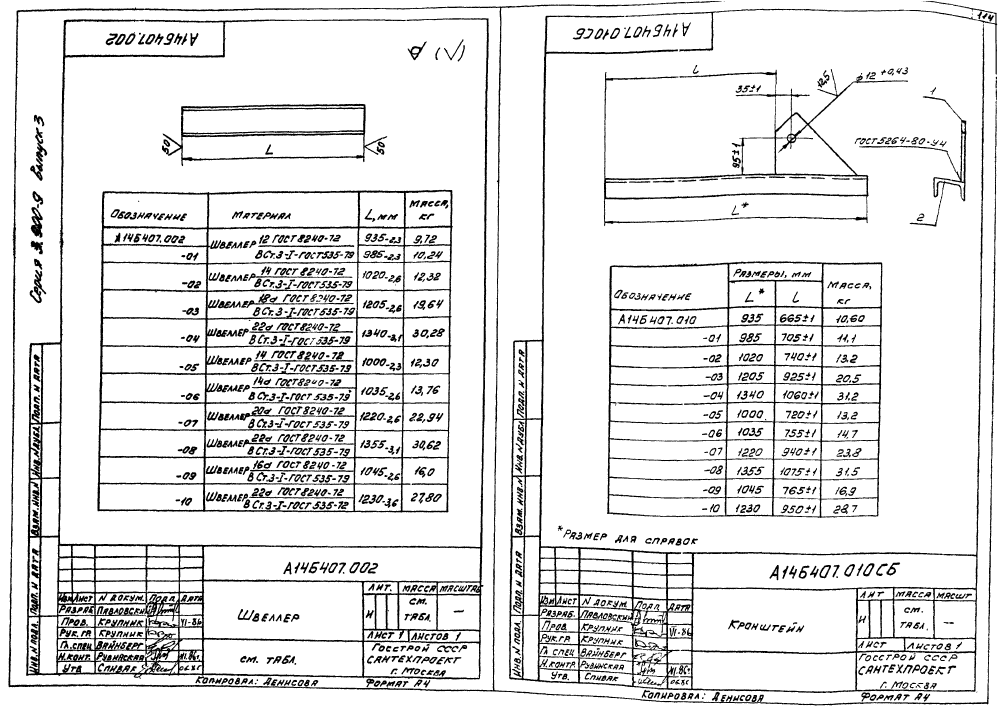 114
Серия 3.900-9 Выпуск 3
А14Б407.002
(√)
50
50
L
Обозначение Материал L, мм Масса, кг
А14Б407.002 Швеллер 12 ГОСТ 8240-72 / ВСт.3-I-ГОСТ535-79 935-2,3 9,72
-01 985-2,3 10,24
-02 Швеллер 14 ГОСТ 8240-72 / ВСт.3-I-ГОСТ535-79 1020-2,6 12,32
-03 Швеллер 18а ГОСТ 8240-72 / ВСт.3-I-ГОСТ535-79 1205-2,6 19,64
-04 Швеллер 22а ГОСТ 8240-72 / ВСт.3-I-ГОСТ535-79 1340-3,1 30,28
-05 Швеллер 14 ГОСТ 8240-72 / ВСт.3-I-ГОСТ535-79 1000-2,3 12,30
-06 Швеллер 14а ГОСТ 8240-72 / ВСт.3-I-ГОСТ535-79 1035-2,6 13,76
-07 Швеллер 20а ГОСТ 8240-72 / ВСт.3-I-ГОСТ535-79 1220-2,6 22,94
-08 Швеллер 22а ГОСТ 8240-72 / ВСт.3-I-ГОСТ535-79 1355-3,1 30,62
-09 Швеллер 16а ГОСТ 8240-72 / ВСт.3-I-ГОСТ535-79 1045-2,6 16,0
-10 Швеллер 22а ГОСТ 8240-72 / ВСт.3-I-ГОСТ535-72 1230-3,6 27,80
Инв.N подл. Подп. и дата Взам.инв.N Инв.N дубл. Подп. и дата
А14Б407.002
Изм Лист N докум. Подп. Дата
Разраб. Павловский
Пров. Крупник VI-86
Рук.гр. Крупник
Гл.спец Вайнберг
Н.контр. Рувинская
Утв. Спивак
Швеллер
см. табл.
Лит. Масса Масштаб
И см. табл. —
Лист 1 Листов 1
Госстрой СССР
САНТЕХПРОЕКТ
г. Москва
Копировал: Денисова Формат А4
А14Б407.010СБ
L
35±1
12,5
ф12 +0,43
1
ГОСТ5264-80-У4
95±1
2
L*
Обозначение Размеры, мм Масса, кг
L* L
А14Б407.010 935 665±1 10,60
-01 985 705±1 11,1
-02 1020 740±1 13,2
-03 1205 925±1 20,5
-04 1340 1060±1 31,2
-05 1000 720±1 13,2
-06 1035 755±1 14,7
-07 1220 940±1 23,8
-08 1355 1075±1 31,5
-09 1045 765±1 16,9
-10 1230 950±1 28,7
*Размер для справок
Инв.N подл. Подп. и дата Взам.инв.N Инв.N дубл. Подп. и дата
А14Б407.010СБ
Изм Лист N докум. Подп. Дата
Разраб. Павловский
Пров. Крупник VI-86
Рук.гр. Крупник
Гл спец Вайнберг
Н.контр. Рувинская
Утв. Спивак
Кронштейн
Лит Масса Масшт
И см. табл. —
Лист Листов 1
Госстрой СССР
САНТЕХПРОЕКТ
г. Москва
Копировал: Денисова Формат А4